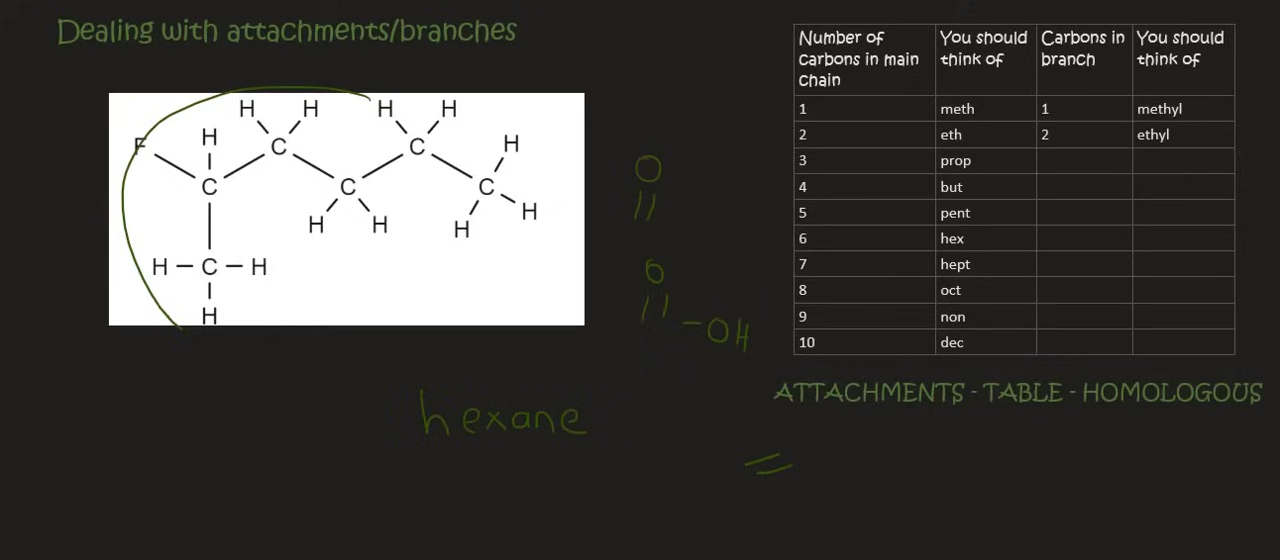 Dealing with attachments/branches
H H H H
F H C C H
C C C H
H H H
H – C – H
H
O
O
– OH
hexane
=
Number of carbons in main chain You should think of Carbons in branch You should think of
1 meth 1 methyl
2 eth 2 ethyl
3 prop
4 but
5 pent
6 hex
7 hept
8 oct
9 non
10 dec
ATTACHMENTS - TABLE - HOMOLOGOUS